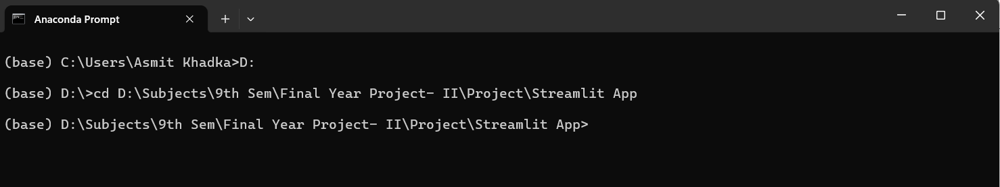 Anaconda Prompt
(base) C:\Users\Asmit Khadka>D:
(base) D:\>cd D:\Subjects\9th Sem\Final Year Project- II\Project\Streamlit App
(base) D:\Subjects\9th Sem\Final Year Project- II\Project\Streamlit App>